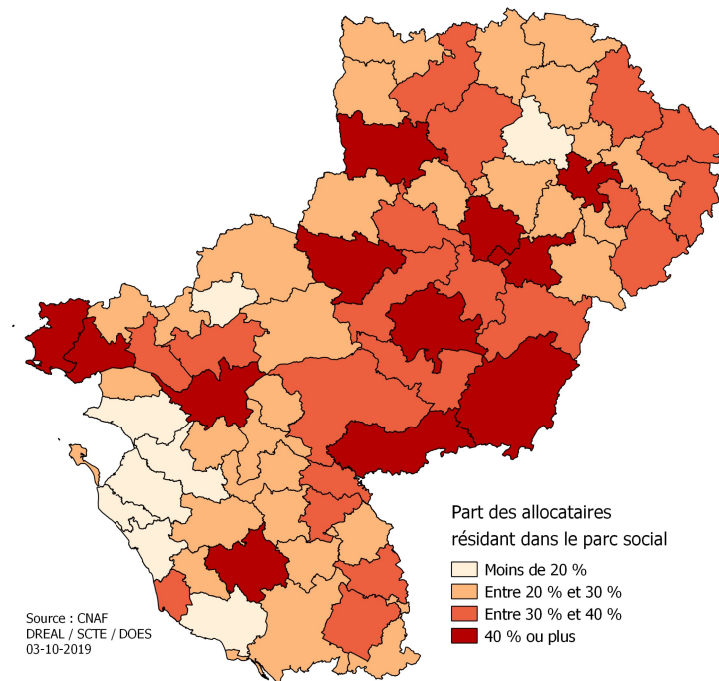 Part des allocataires
résidant dans le parc social
Moins de 20 %
Entre 20 % et 30 %
Entre 30 % et 40 %
40 % ou plus
Source : CNAF
DREAL / SCTE / DOES
03-10-2019